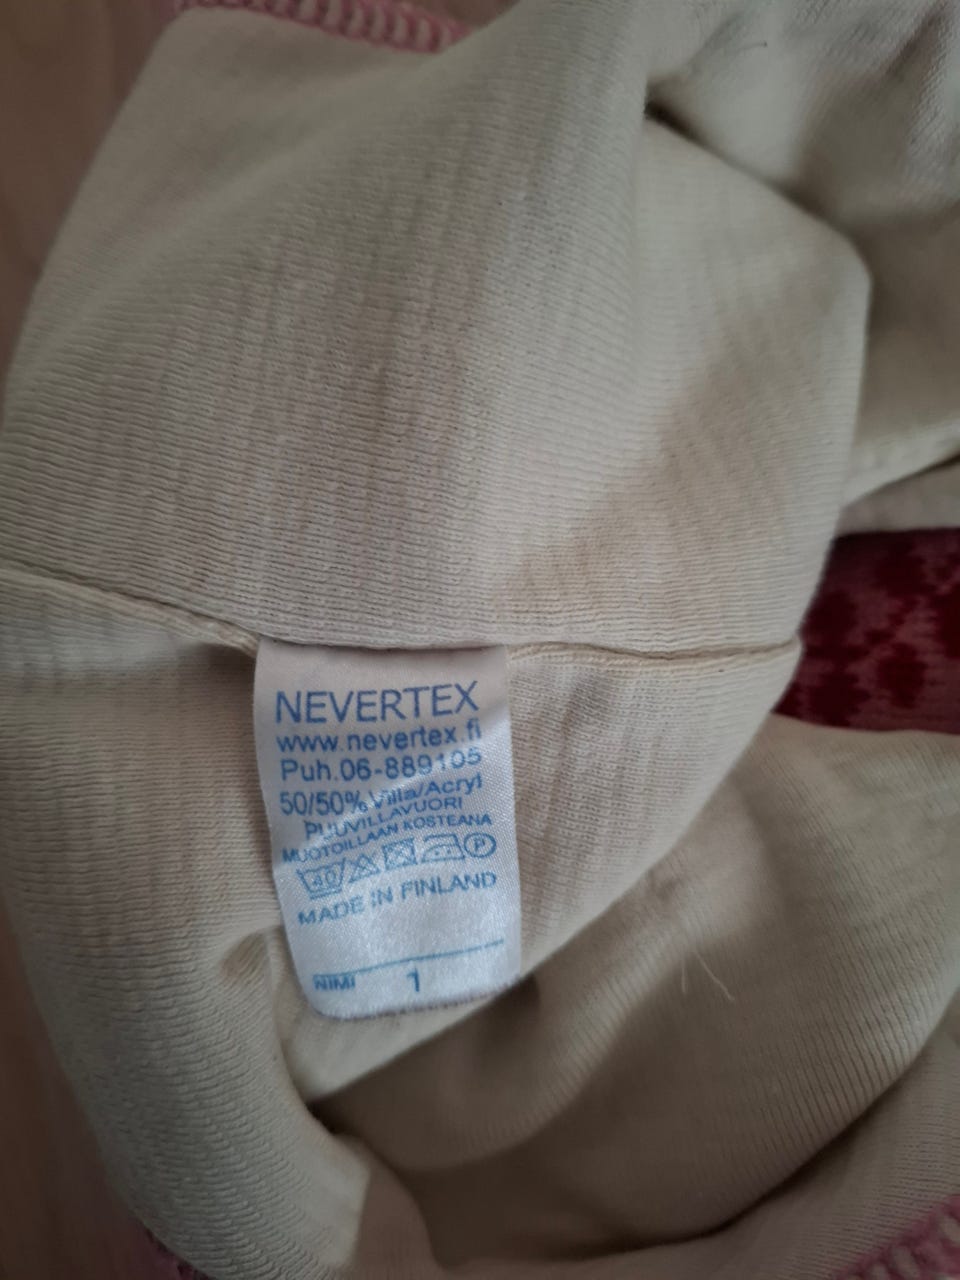 NEVERTEX
www.nevertex.fi
Puh.06-889105
50/50% Villa/Acryl
PUUVILLAVUORI
MUOTOILLAAN KOSTEANA
40 P
MADE IN FINLAND
NIMI 1